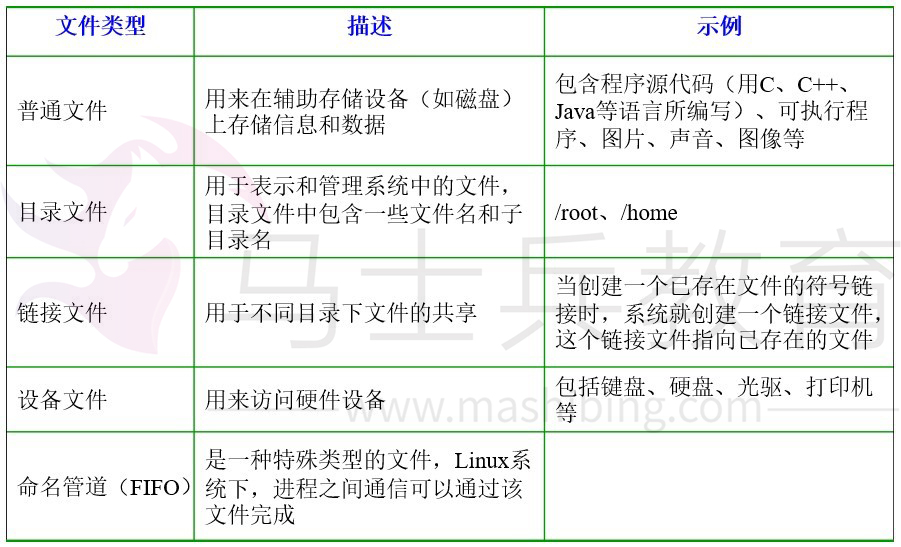 文件类型 描述 示例
普通文件
用来在辅助存储设备（如磁盘）
上存储信息和数据
包含程序源代码（用C、C++、
Java等语言所编写）、可执行程
序、图片、声音、图像等
目录文件
用于表示和管理系统中的文件，
目录文件中包含一些文件名和子
目录名
/root、/home
链接文件
用于不同目录下文件的共享
当创建一个已存在文件的符号链
接时，系统就创建一个链接文件，
这个链接文件指向已存在的文件
设备文件
用来访问硬件设备
包括键盘、硬盘、光驱、打印机
等
命名管道（FIFO）
是一种特殊类型的文件，Linux系
统下，进程之间通信可以通过该
文件完成
马士兵教育
www.mashibing.com